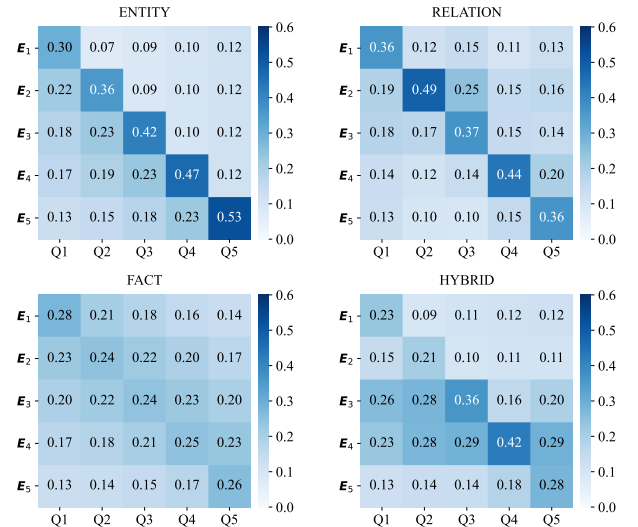 ENTITY
E1 0.30 0.07 0.09 0.10 0.12
E2 0.22 0.36 0.09 0.10 0.12
E3 0.18 0.23 0.42 0.10 0.12
E4 0.17 0.19 0.23 0.47 0.12
E5 0.13 0.15 0.18 0.23 0.53
Q1 Q2 Q3 Q4 Q5
0.6
0.5
0.4
0.3
0.2
0.1
0.0
RELATION
E1 0.36 0.12 0.15 0.11 0.13
E2 0.19 0.49 0.25 0.15 0.16
E3 0.18 0.17 0.37 0.15 0.14
E4 0.14 0.12 0.14 0.44 0.20
E5 0.13 0.10 0.10 0.15 0.36
Q1 Q2 Q3 Q4 Q5
0.6
0.5
0.4
0.3
0.2
0.1
0.0
FACT
E1 0.28 0.21 0.18 0.16 0.14
E2 0.23 0.24 0.22 0.20 0.17
E3 0.20 0.22 0.24 0.23 0.20
E4 0.17 0.18 0.21 0.25 0.23
E5 0.13 0.14 0.15 0.17 0.26
Q1 Q2 Q3 Q4 Q5
0.6
0.5
0.4
0.3
0.2
0.1
0.0
HYBRID
E1 0.23 0.09 0.11 0.12 0.12
E2 0.15 0.21 0.10 0.11 0.11
E3 0.26 0.28 0.36 0.16 0.20
E4 0.23 0.28 0.29 0.42 0.29
E5 0.13 0.14 0.14 0.18 0.28
Q1 Q2 Q3 Q4 Q5
0.6
0.5
0.4
0.3
0.2
0.1
0.0